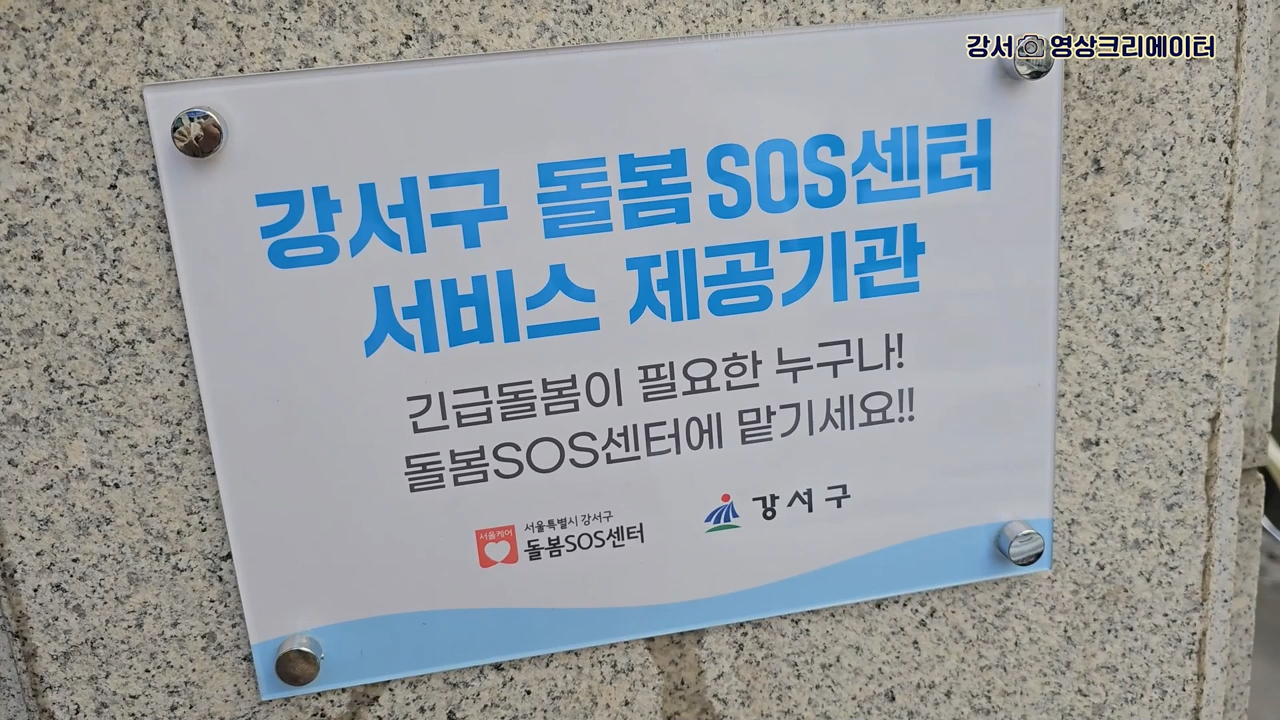 강서 영상크리에이터
강서구 돌봄 SOS센터
서비스 제공기관
긴급돌봄이 필요한 누구나!
돌봄SOS센터에 맡기세요!!
서울케어
서울특별시 강서구
돌봄SOS센터
강서구